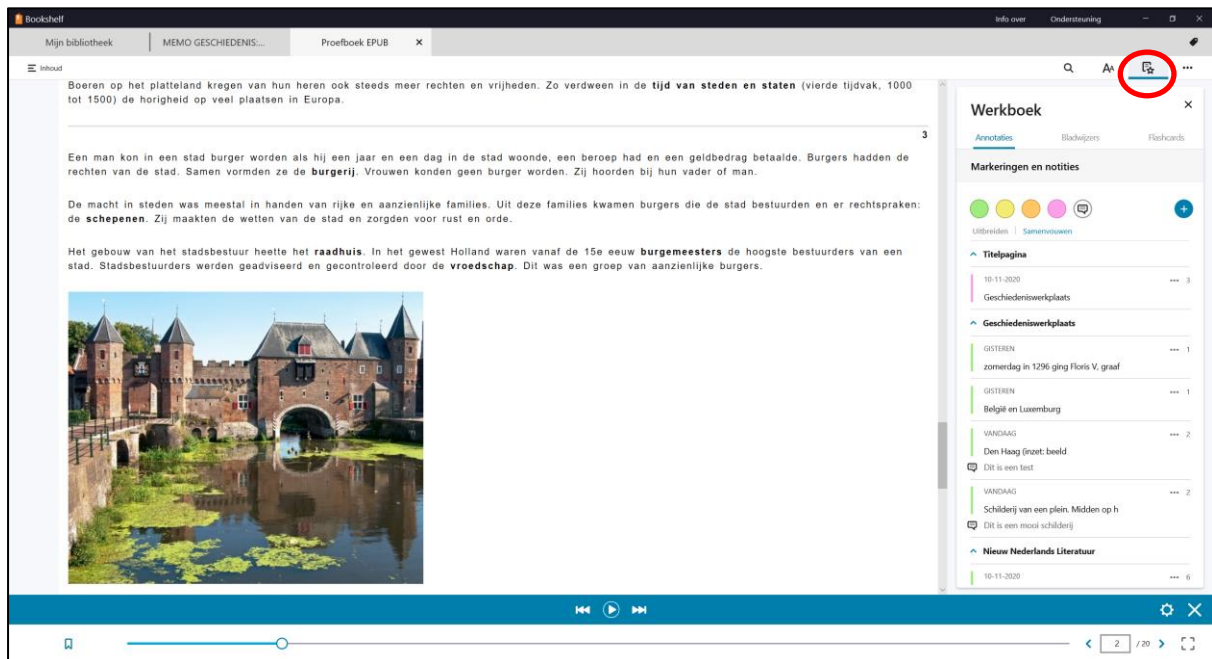 Bookshelf
Info over
Ondersteuning
Mijn bibliotheek
MEMO GESCHIEDENIS:...
Proefboek EPUB
Inhoud
Boeren op het platteland kregen van hun heren ook steeds meer rechten en vrijheden. Zo verdween in de tijd van steden en staten (vierde tijdvak, 1000
tot 1500) de horigheid op veel plaatsen in Europa.
3
Een man kon in een stad burger worden als hij een jaar en een dag in de stad woonde, een beroep had en een geldbedrag betaalde. Burgers hadden de
rechten van de stad. Samen vormden ze de burgerij. Vrouwen konden geen burger worden. Zij hoorden bij hun vader of man.
De macht in steden was meestal in handen van rijke en aanzienlijke families. Uit deze families kwamen burgers die de stad bestuurden en er rechtspraken:
de schepenen. Zij maakten de wetten van de stad en zorgden voor rust en orde.
Het gebouw van het stadsbestuur heette het raadhuis. In het gewest Holland waren vanaf de 15e eeuw burgemeesters de hoogste bestuurders van een
stad. Stadsbestuurders werden geadviseerd en gecontroleerd door de vroedschap. Dit was een groep van aanzienlijke burgers.
AA
Werkboek
Annotaties
Bladwijzers
Flashcards
Markeringen en notities
Uitbreiden | Samenvouwen
Titelpagina
10-11-2020 3
Geschiedeniswerkplaats
Geschiedeniswerkplaats
GISTEREN 1
zomerdag in 1296 ging Floris V, graaf
GISTEREN 1
België en Luxemburg
VANDAAG 2
Den Haag (inzet: beeld
Dit is een test
VANDAAG 2
Schilderij van een plein. Midden op h
Dit is een mooi schilderij
Nieuw Nederlands Literatuur
10-11-2020 6
2 / 20